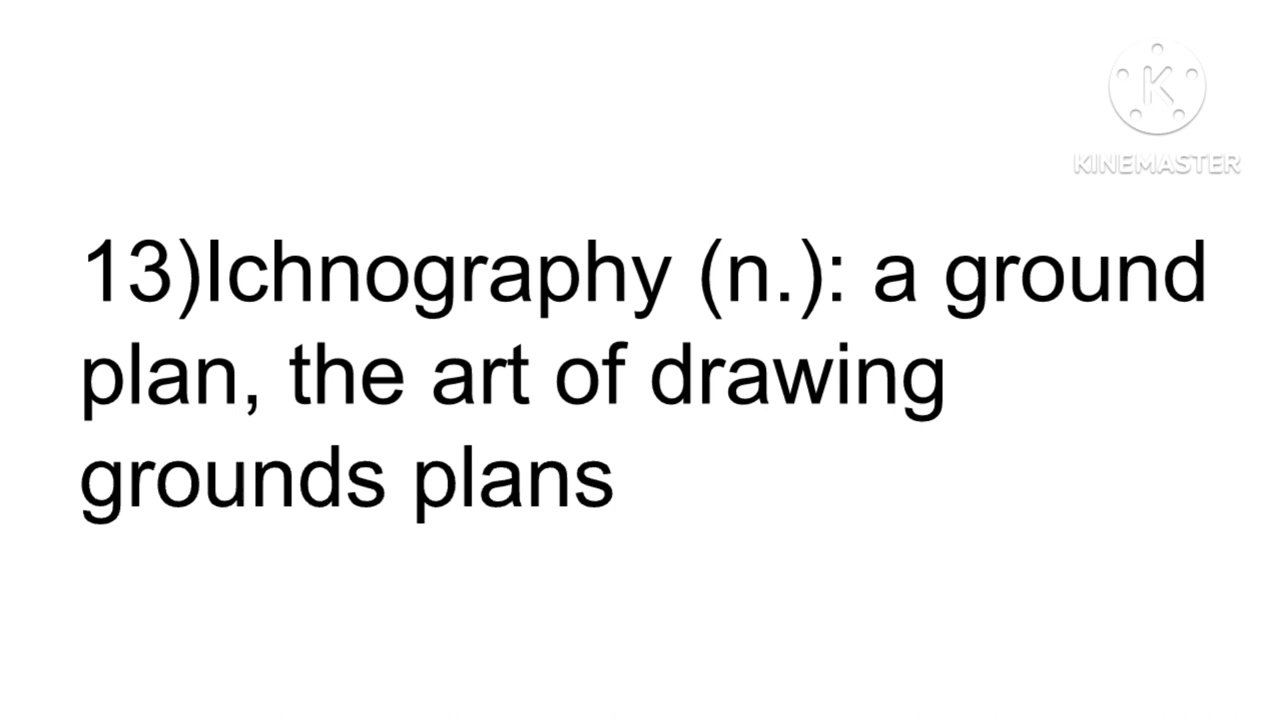 KINEMASTER
13)Ichnography (n.): a ground
plan, the art of drawing
grounds plans